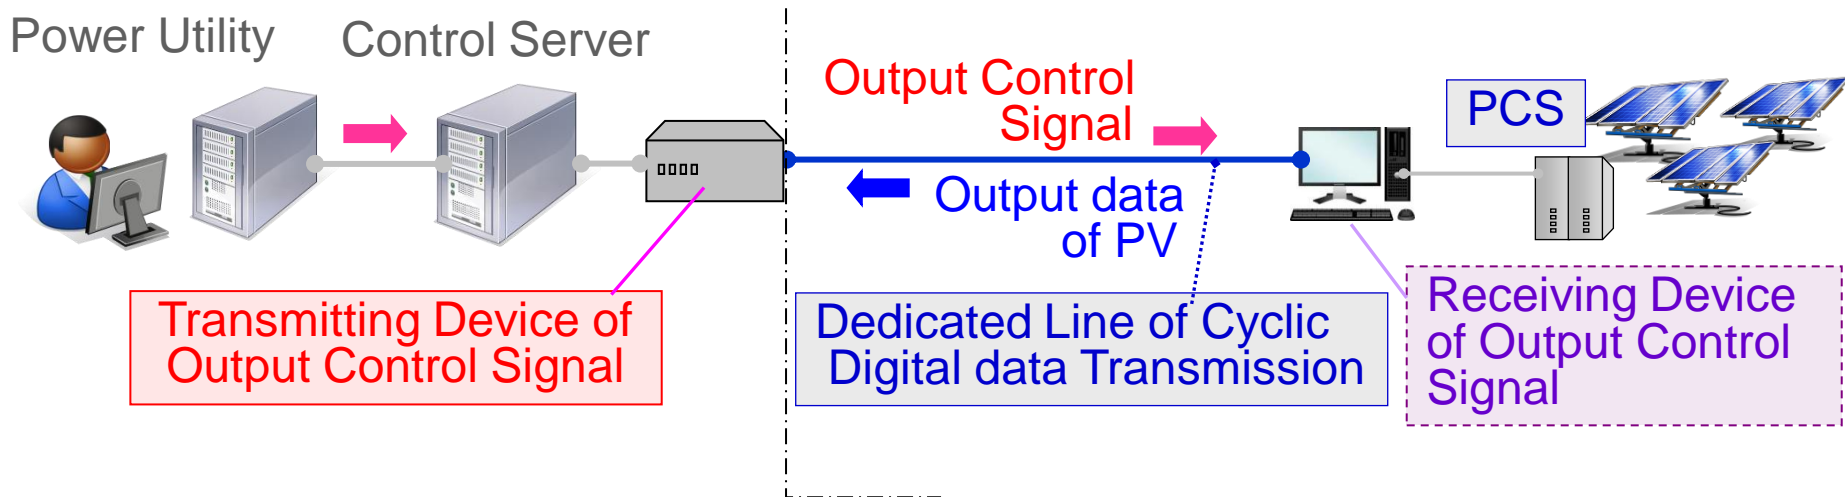 Power Utility
Control Server
Output Control
Signal
PCS
Output data
of PV
Transmitting Device of
Output Control Signal
Dedicated Line of Cyclic
Digital data Transmission
Receiving Device
of Output Control
Signal